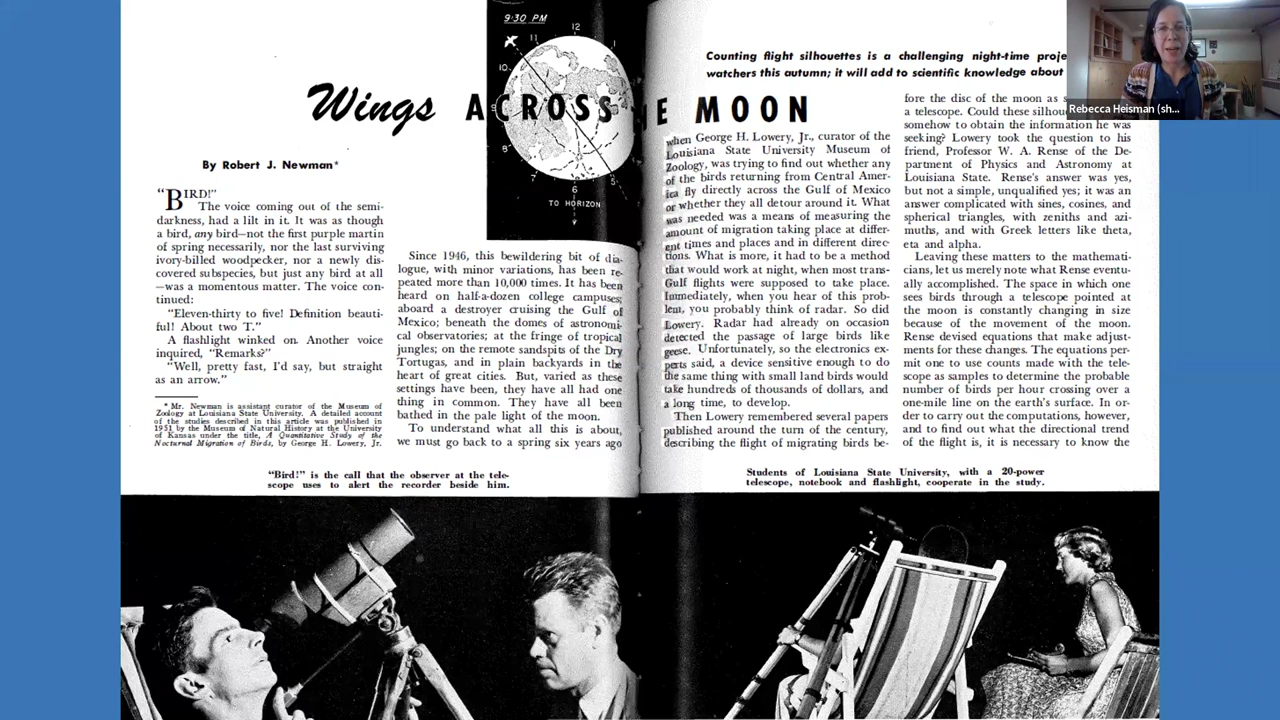 9:30 PM
12
11
1
10
9
7
5
6
TO HORIZON
Wings ACROSS THE MOON
By Robert J. Newman*
"BIRD!"
The voice coming out of the semi-
darkness, had a lilt in it. It was as though
a bird, any bird—not the first purple martin
of spring necessarily, nor the last surviving
ivory-billed woodpecker, nor a newly dis-
covered subspecies, but just any bird at all
—was a momentous matter. The voice con-
tinued:
"Eleven-thirty to five! Definition beauti-
ful! About two T."
A flashlight winked on. Another voice
inquired, "Remarks?"
"Well, pretty fast, I'd say, but straight
as an arrow."
* Mr. Newman is assistant curator of the Museum of
Zoology at Louisiana State University. A detailed account
of the studies described in this article was published in
1951 by the Museum of Natural History at the University
of Kansas under the title, A Quantitative Study of the
Nocturnal Migration of Birds, by George H. Lowery, Jr.
Since 1946, this bewildering bit of dia-
logue, with minor variations, has been re-
peated more than 10,000 times. It has been
heard on half-a-dozen college campuses;
aboard a destroyer cruising the Gulf of
Mexico; beneath the domes of astronomi-
cal observatories; at the fringe of tropical
jungles; on the remote sandspits of the Dry
Tortugas, and in plain backyards in the
heart of great cities. But, varied as these
settings have been, they have all had one
thing in common. They have all been
bathed in the pale light of the moon.
To understand what all this is about,
we must go back to a spring six years ago
"Bird!" is the call that the observer at the tele-
scope uses to alert the recorder beside him.
Counting flight silhouettes is a challenging night-time proje
watchers this autumn; it will add to scientific knowledge about
when George H. Lowery, Jr., curator of the
Louisiana State University Museum of
Zoology, was trying to find out whether any
of the birds returning from Central Amer-
ica fly directly across the Gulf of Mexico
or whether they all detour around it. What
was needed was a means of measuring the
amount of migration taking place at differ-
ent times and places and in different direc-
tions. What is more, it had to be a method
that would work at night, when most trans-
Gulf flights were supposed to take place.
Immediately, when you hear of this prob-
lem, you probably think of radar. So did
Lowery. Radar had already on occasion
detected the passage of large birds like
geese. Unfortunately, so the electronics ex-
perts said, a device sensitive enough to do
the same thing with small land birds would
take hundreds of thousands of dollars, and
a long time, to develop.
Then Lowery remembered several papers
published around the turn of the century,
describing the flight of migrating birds be-
fore the disc of the moon as s
a telescope. Could these silhou
somehow to obtain the information he was
seeking? Lowery took the question to his
friend, Professor W. A. Rense of the De-
partment of Physics and Astronomy at
Louisiana State. Rense's answer was yes,
but not a simple, unqualified yes; it was an
answer complicated with sines, cosines, and
spherical triangles, with zeniths and azi-
muths, and with Greek letters like theta,
eta and alpha.
Leaving these matters to the mathemati-
cians, let us merely note what Rense eventu-
ally accomplished. The space in which one
sees birds through a telescope pointed at
the moon is constantly changing in size
because of the movement of the moon.
Rense devised equations that make adjust-
ments for these changes. The equations per-
mit one to use counts made with the tele-
scope as samples to determine the probable
number of birds per hour crossing over a
one-mile line on the earth's surface. In or-
der to carry out the computations, however,
and to find out what the directional trend
of the flight is, it is necessary to know the
Students of Louisiana State University, with a 20-power
telescope, notebook and flashlight, cooperate in the study.
Rebecca Heisman (sh...